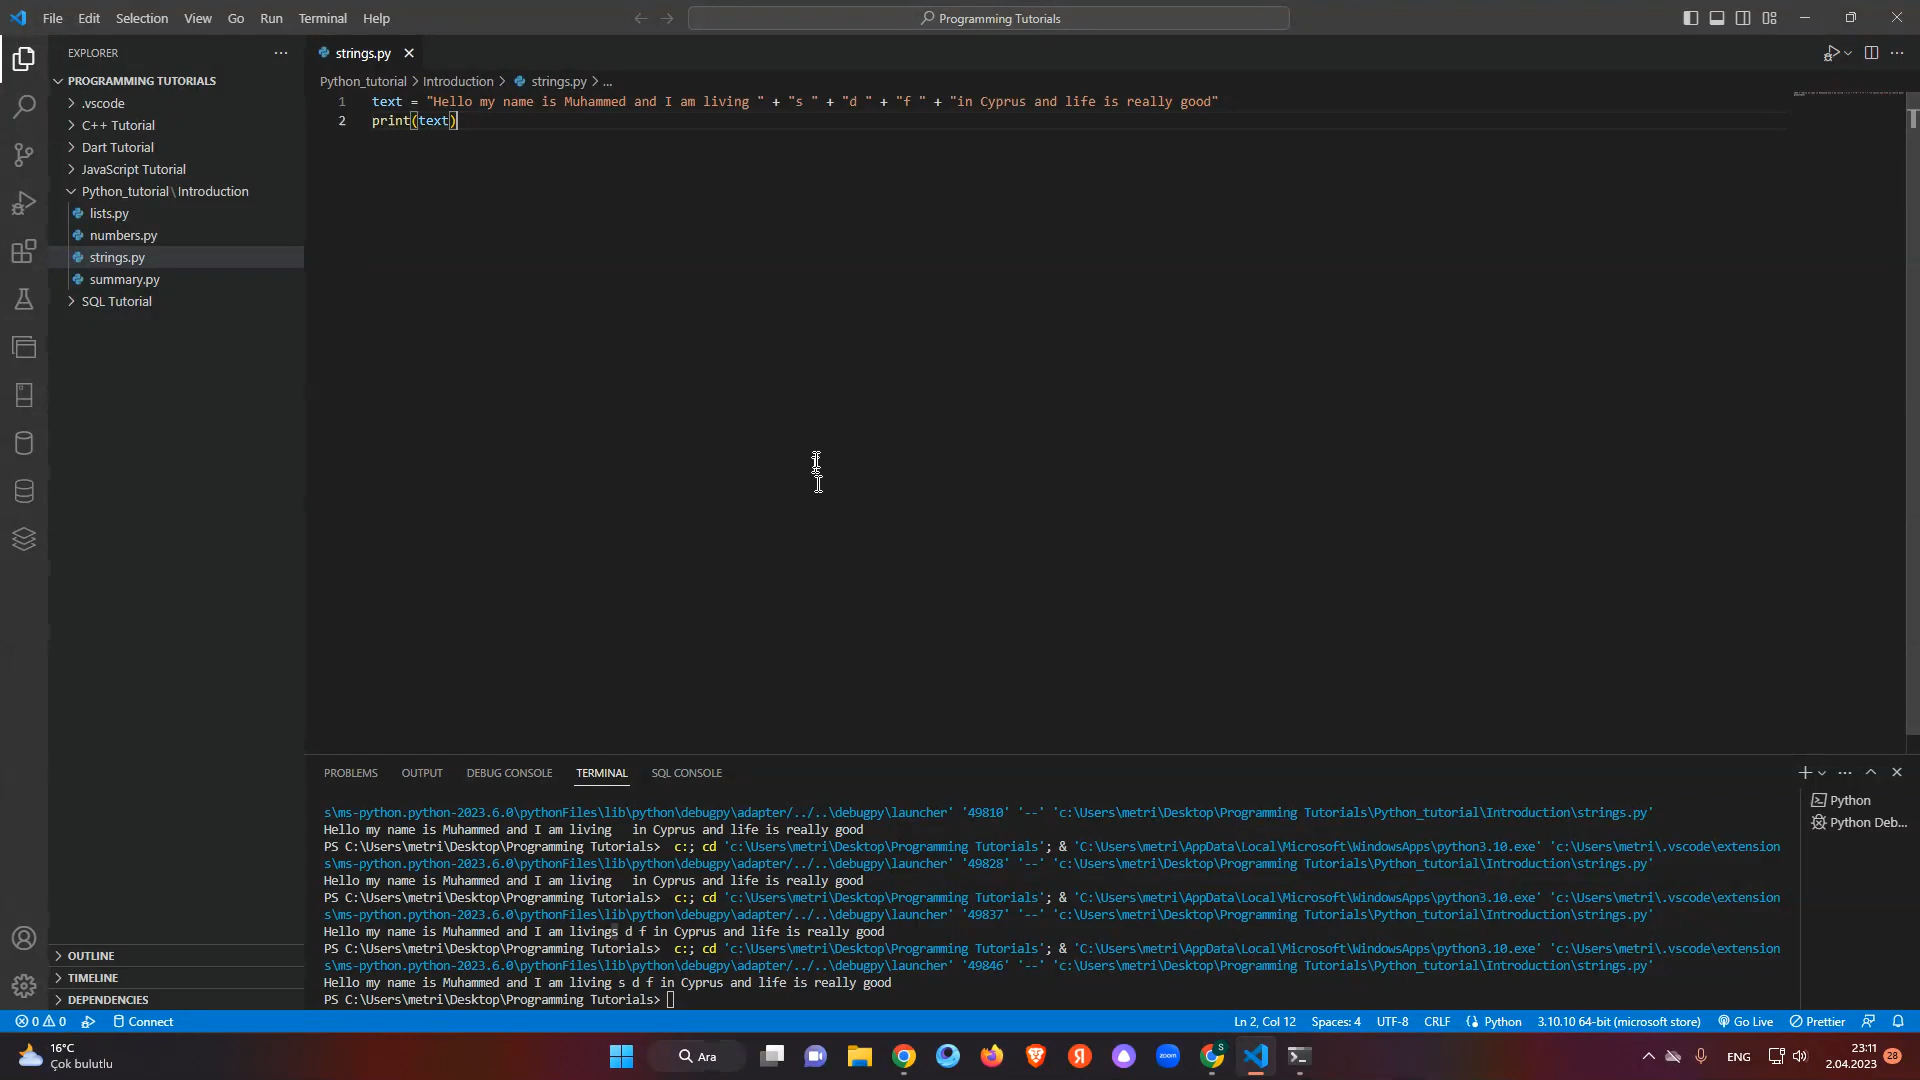 File Edit Selection View Go Run Terminal Help
Programming Tutorials
EXPLORER
PROGRAMMING TUTORIALS
.vscode
C++ Tutorial
Dart Tutorial
JavaScript Tutorial
Python_tutorial\Introduction
lists.py
numbers.py
strings.py
summary.py
SQL Tutorial
OUTLINE
TIMELINE
DEPENDENCIES
strings.py
Python_tutorial > Introduction > strings.py > ...
1 text = "Hello my name is Muhammed and I am living " + "s " + "d " + "f " + "in Cyprus and life is really good"
2 print(text)
PROBLEMS OUTPUT DEBUG CONSOLE TERMINAL SQL CONSOLE
s\ms-python.python-2023.6.0\pythonFiles\lib\python\debugpy\adapter/../..\debugpy\launcher' '49810' '--' 'c:\Users\metri\Desktop\Programming Tutorials\Python_tutorial\Introduction\strings.py'
Hello my name is Muhammed and I am living   in Cyprus and life is really good
PS C:\Users\metri\Desktop\Programming Tutorials>  c:; cd 'c:\Users\metri\Desktop\Programming Tutorials'; & 'C:\Users\metri\AppData\Local\Microsoft\WindowsApps\python3.10.exe' 'c:\Users\metri\.vscode\extension
s\ms-python.python-2023.6.0\pythonFiles\lib\python\debugpy\adapter/../..\debugpy\launcher' '49828' '--' 'c:\Users\metri\Desktop\Programming Tutorials\Python_tutorial\Introduction\strings.py'
Hello my name is Muhammed and I am living   in Cyprus and life is really good
PS C:\Users\metri\Desktop\Programming Tutorials>  c:; cd 'c:\Users\metri\Desktop\Programming Tutorials'; & 'C:\Users\metri\AppData\Local\Microsoft\WindowsApps\python3.10.exe' 'c:\Users\metri\.vscode\extension
s\ms-python.python-2023.6.0\pythonFiles\lib\python\debugpy\adapter/../..\debugpy\launcher' '49837' '--' 'c:\Users\metri\Desktop\Programming Tutorials\Python_tutorial\Introduction\strings.py'
Hello my name is Muhammed and I am livings d f in Cyprus and life is really good
PS C:\Users\metri\Desktop\Programming Tutorials>  c:; cd 'c:\Users\metri\Desktop\Programming Tutorials'; & 'C:\Users\metri\AppData\Local\Microsoft\WindowsApps\python3.10.exe' 'c:\Users\metri\.vscode\extension
s\ms-python.python-2023.6.0\pythonFiles\lib\python\debugpy\adapter/../..\debugpy\launcher' '49846' '--' 'c:\Users\metri\Desktop\Programming Tutorials\Python_tutorial\Introduction\strings.py'
Hello my name is Muhammed and I am living s d f in Cyprus and life is really good
PS C:\Users\metri\Desktop\Programming Tutorials>
Python
Python Deb...
0 0 Connect Ln 2, Col 12 Spaces: 4 UTF-8 CRLF Python 3.10.10 64-bit (microsoft store) Go Live Prettier
16°C
Çok bulutlu
Ara
zoom
S
ENG
23:11
2.04.2023
28